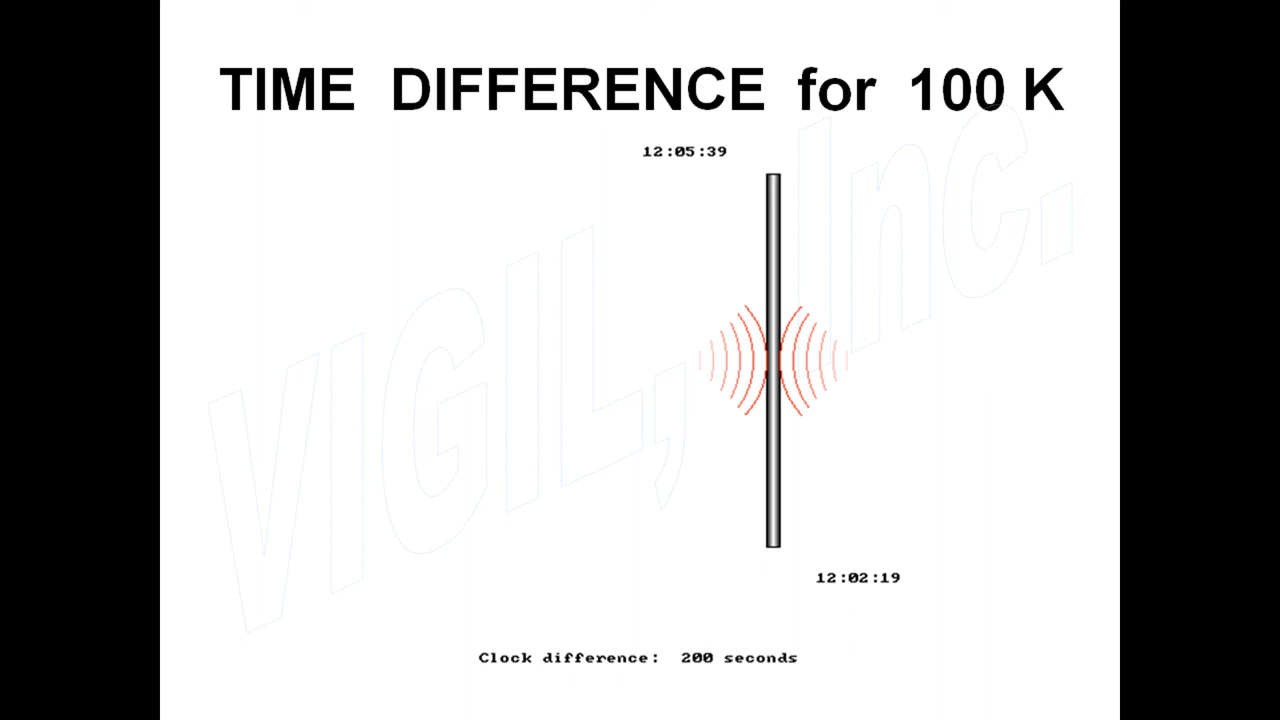 TIME DIFFERENCE for 100 K
12:05:39
VIGIL, Inc.
12:02:19
Clock difference: 200 seconds